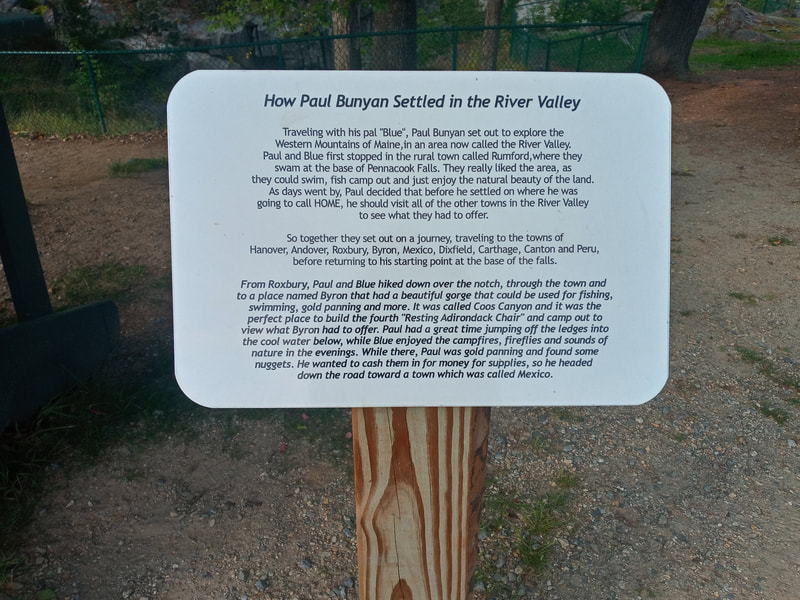 How Paul Bunyan Settled in the River Valley
Traveling with his pal "Blue", Paul Bunyan set out to explore the
Western Mountains of Maine,in an area now called the River Valley.
Paul and Blue first stopped in the rural town called Rumford,where they
swam at the base of Pennacook Falls. They really liked the area, as
they could swim, fish camp out and just enjoy the natural beauty of the land.
As days went by, Paul decided that before he settled on where he was
going to call HOME, he should visit all of the other towns in the River Valley
to see what they had to offer.
So together they set out on a journey, traveling to the towns of
Hanover, Andover, Roxbury, Byron, Mexico, Dixfield, Carthage, Canton and Peru,
before returning to his starting point at the base of the falls.
From Roxbury, Paul and Blue hiked down over the notch, through the town and
to a place named Byron that had a beautiful gorge that could be used for fishing,
swimming, gold panning and more. It was called Coos Canyon and it was the
perfect place to build the fourth "Resting Adirondack Chair" and camp out to
view what Byron had to offer. Paul had a great time jumping off the ledges into
the cool water below, while Blue enjoyed the campfires, fireflies and sounds of
nature in the evenings. While there, Paul was gold panning and found some
nuggets. He wanted to cash them in for money for supplies, so he headed
down the road toward a town which was called Mexico.